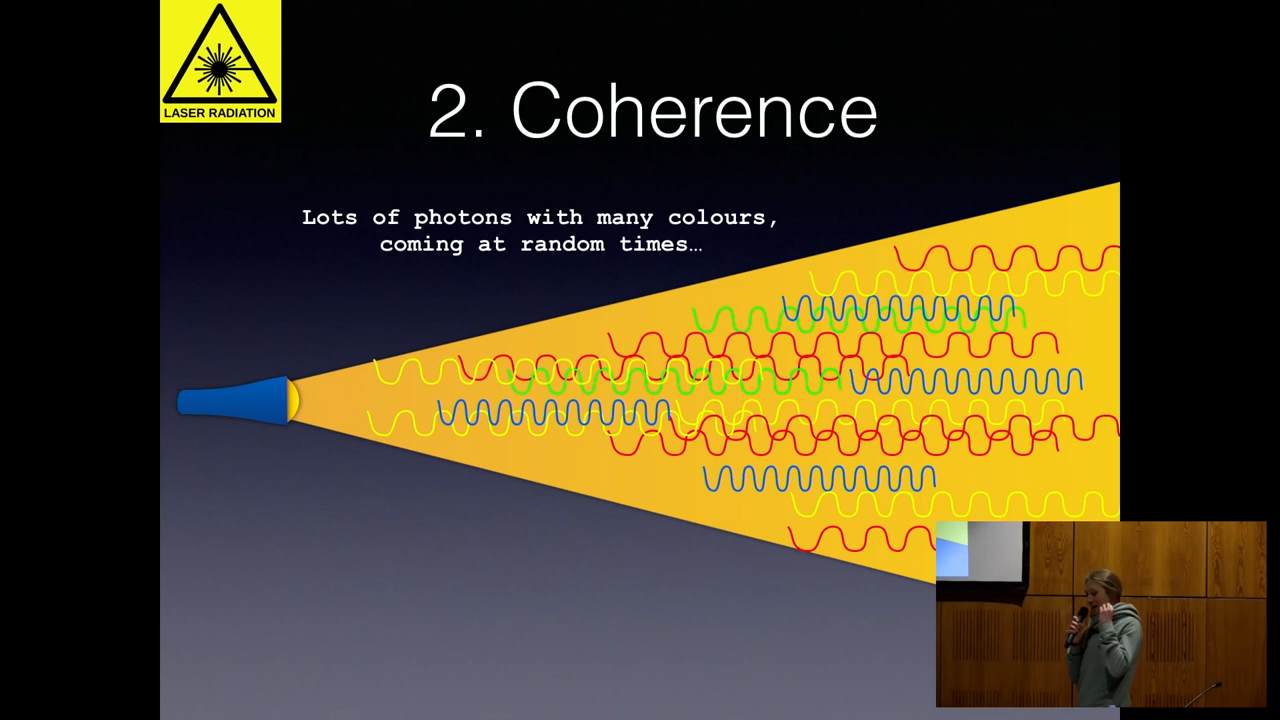 LASER RADIATION
2. Coherence
Lots of photons with many colours,
coming at random times…